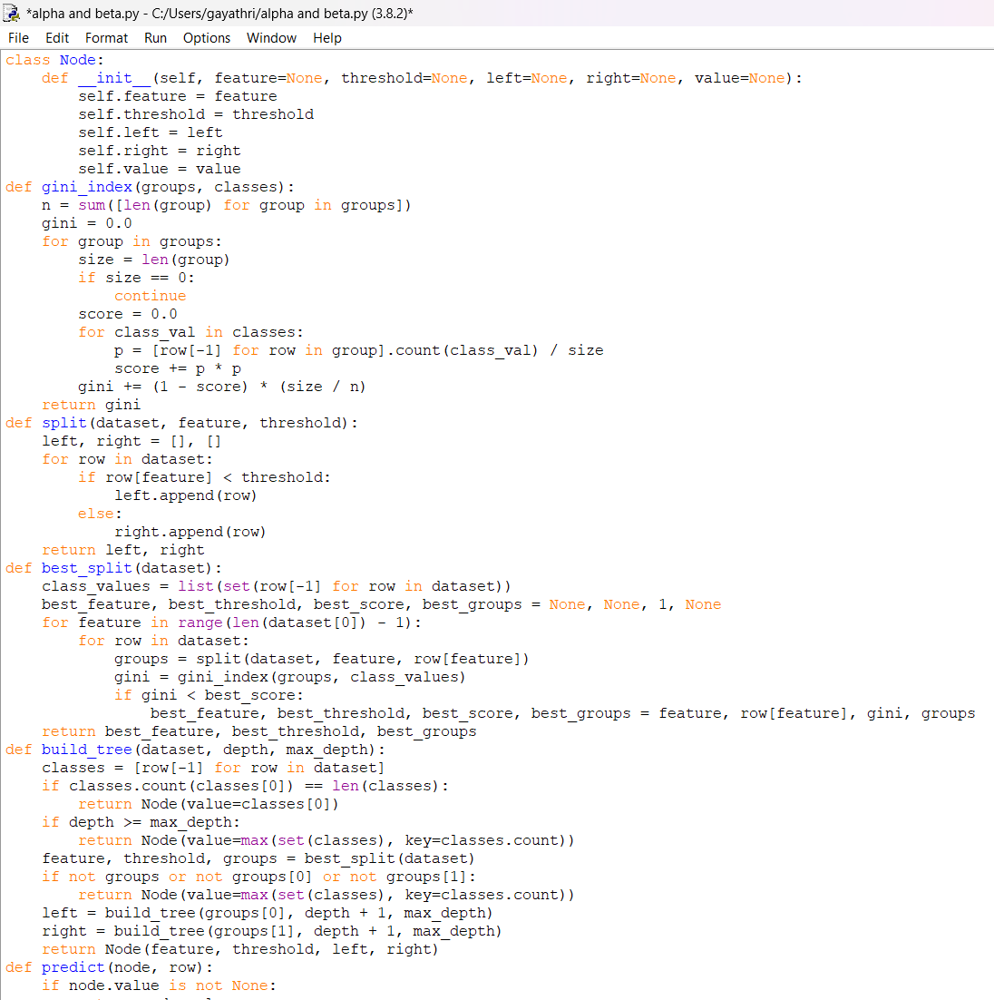 *alpha and beta.py - C:/Users/gayathri/alpha and beta.py (3.8.2)*
File Edit Format Run Options Window Help
class Node:
    def __init__(self, feature=None, threshold=None, left=None, right=None, value=None):
        self.feature = feature
        self.threshold = threshold
        self.left = left
        self.right = right
        self.value = value
def gini_index(groups, classes):
    n = sum([len(group) for group in groups])
    gini = 0.0
    for group in groups:
        size = len(group)
        if size == 0:
            continue
        score = 0.0
        for class_val in classes:
            p = [row[-1] for row in group].count(class_val) / size
            score += p * p
        gini += (1 - score) * (size / n)
    return gini
def split(dataset, feature, threshold):
    left, right = [], []
    for row in dataset:
        if row[feature] < threshold:
            left.append(row)
        else:
            right.append(row)
    return left, right
def best_split(dataset):
    class_values = list(set(row[-1] for row in dataset))
    best_feature, best_threshold, best_score, best_groups = None, None, 1, None
    for feature in range(len(dataset[0]) - 1):
        for row in dataset:
            groups = split(dataset, feature, row[feature])
            gini = gini_index(groups, class_values)
            if gini < best_score:
                best_feature, best_threshold, best_score, best_groups = feature, row[feature], gini, groups
    return best_feature, best_threshold, best_groups
def build_tree(dataset, depth, max_depth):
    classes = [row[-1] for row in dataset]
    if classes.count(classes[0]) == len(classes):
        return Node(value=classes[0])
    if depth >= max_depth:
        return Node(value=max(set(classes), key=classes.count))
    feature, threshold, groups = best_split(dataset)
    if not groups or not groups[0] or not groups[1]:
        return Node(value=max(set(classes), key=classes.count))
    left = build_tree(groups[0], depth + 1, max_depth)
    right = build_tree(groups[1], depth + 1, max_depth)
    return Node(feature, threshold, left, right)
def predict(node, row):
    if node.value is not None: